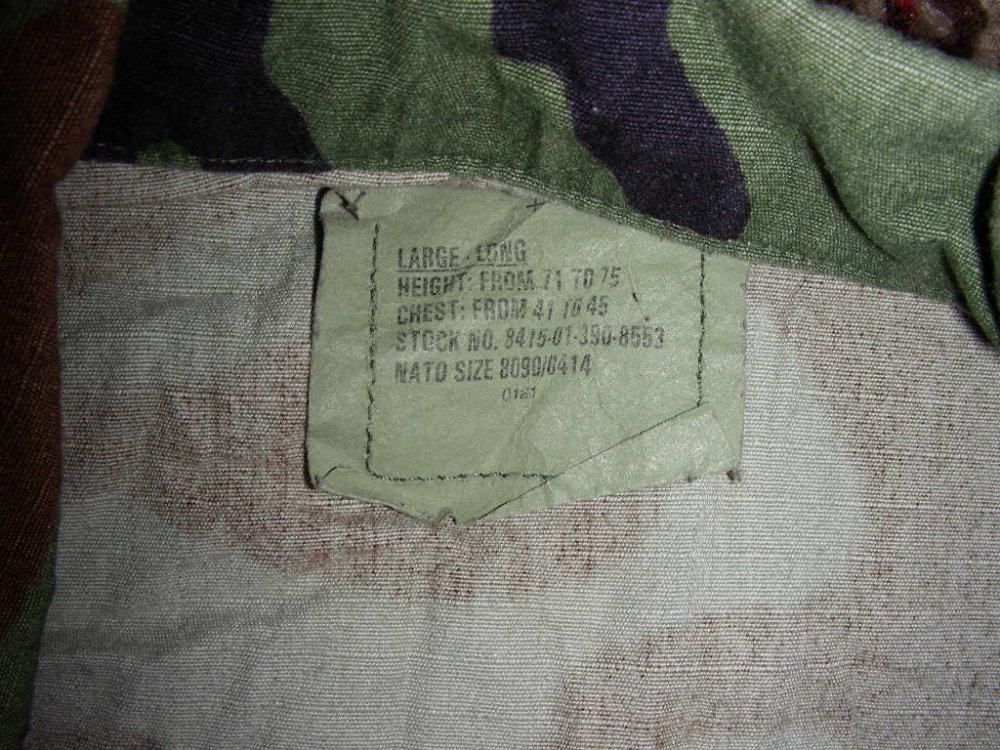 LARGE - LONG
HEIGHT: FROM 71 TO 75
CHEST: FROM 41 TO 45
STOCK NO. 8415-01-390-8553
NATO SIZE 8090/0414